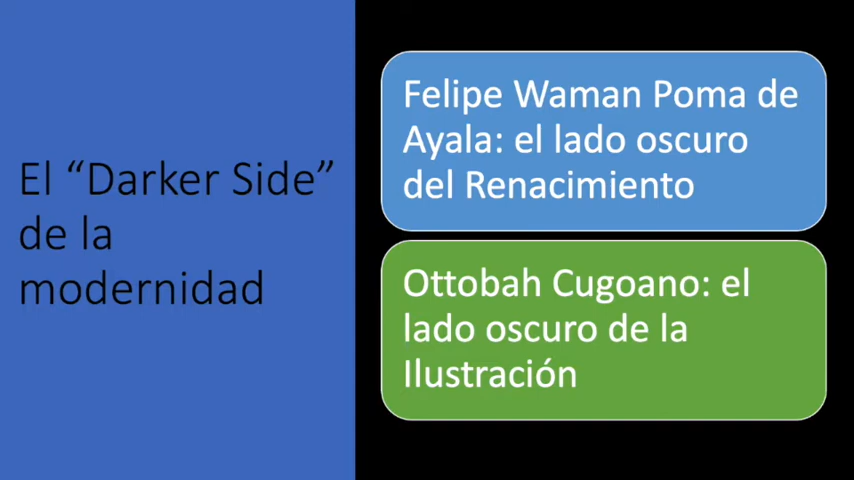 El “Darker Side”
de la
modernidad
Felipe Waman Poma de
Ayala: el lado oscuro
del Renacimiento
Ottobah Cugoano: el
lado oscuro de la
Ilustración